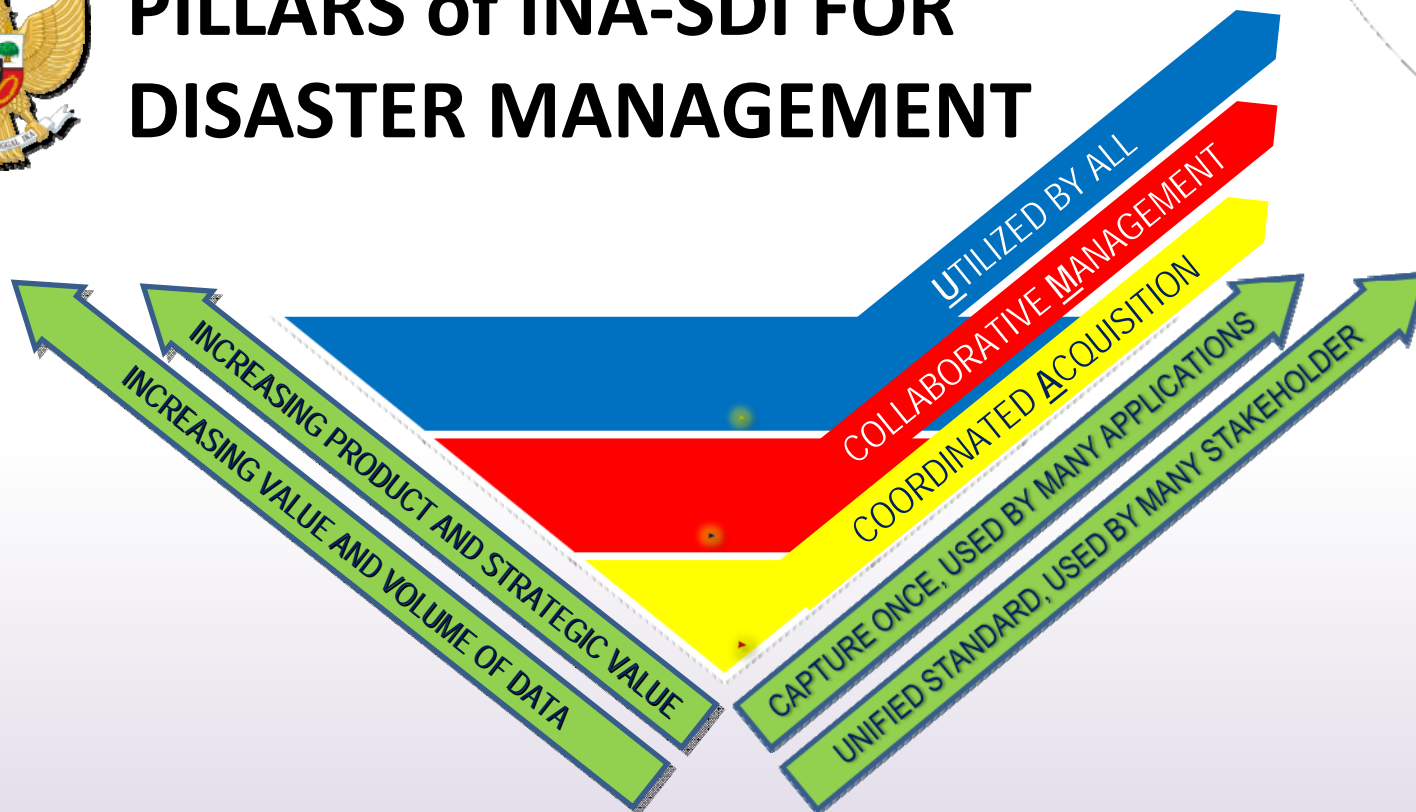 PILLARS of INA-SDI FOR
DISASTER MANAGEMENT
UTILIZED BY ALL
COLLABORATIVE MANAGEMENT
COORDINATED ACQUISITION
INCREASING PRODUCT AND STRATEGIC VALUE
INCREASING VALUE AND VOLUME OF DATA
CAPTURE ONCE, USED BY MANY APPLICATIONS
UNIFIED STANDARD, USED BY MANY STAKEHOLDER